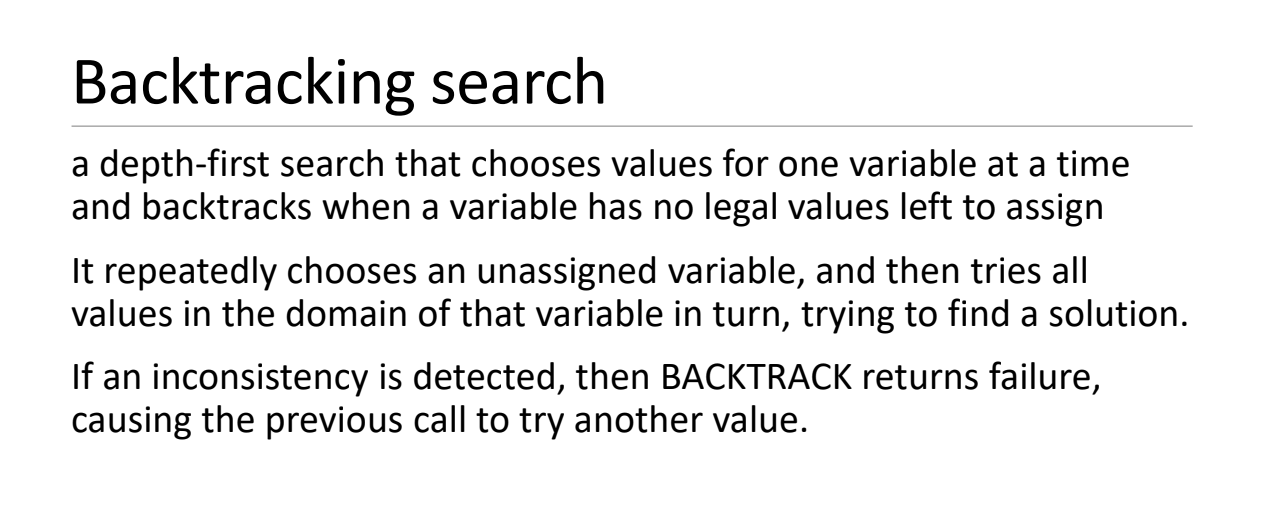 Backtracking search
a depth-first search that chooses values for one variable at a time
and backtracks when a variable has no legal values left to assign
It repeatedly chooses an unassigned variable, and then tries all
values in the domain of that variable in turn, trying to find a solution.
If an inconsistency is detected, then BACKTRACK returns failure,
causing the previous call to try another value.